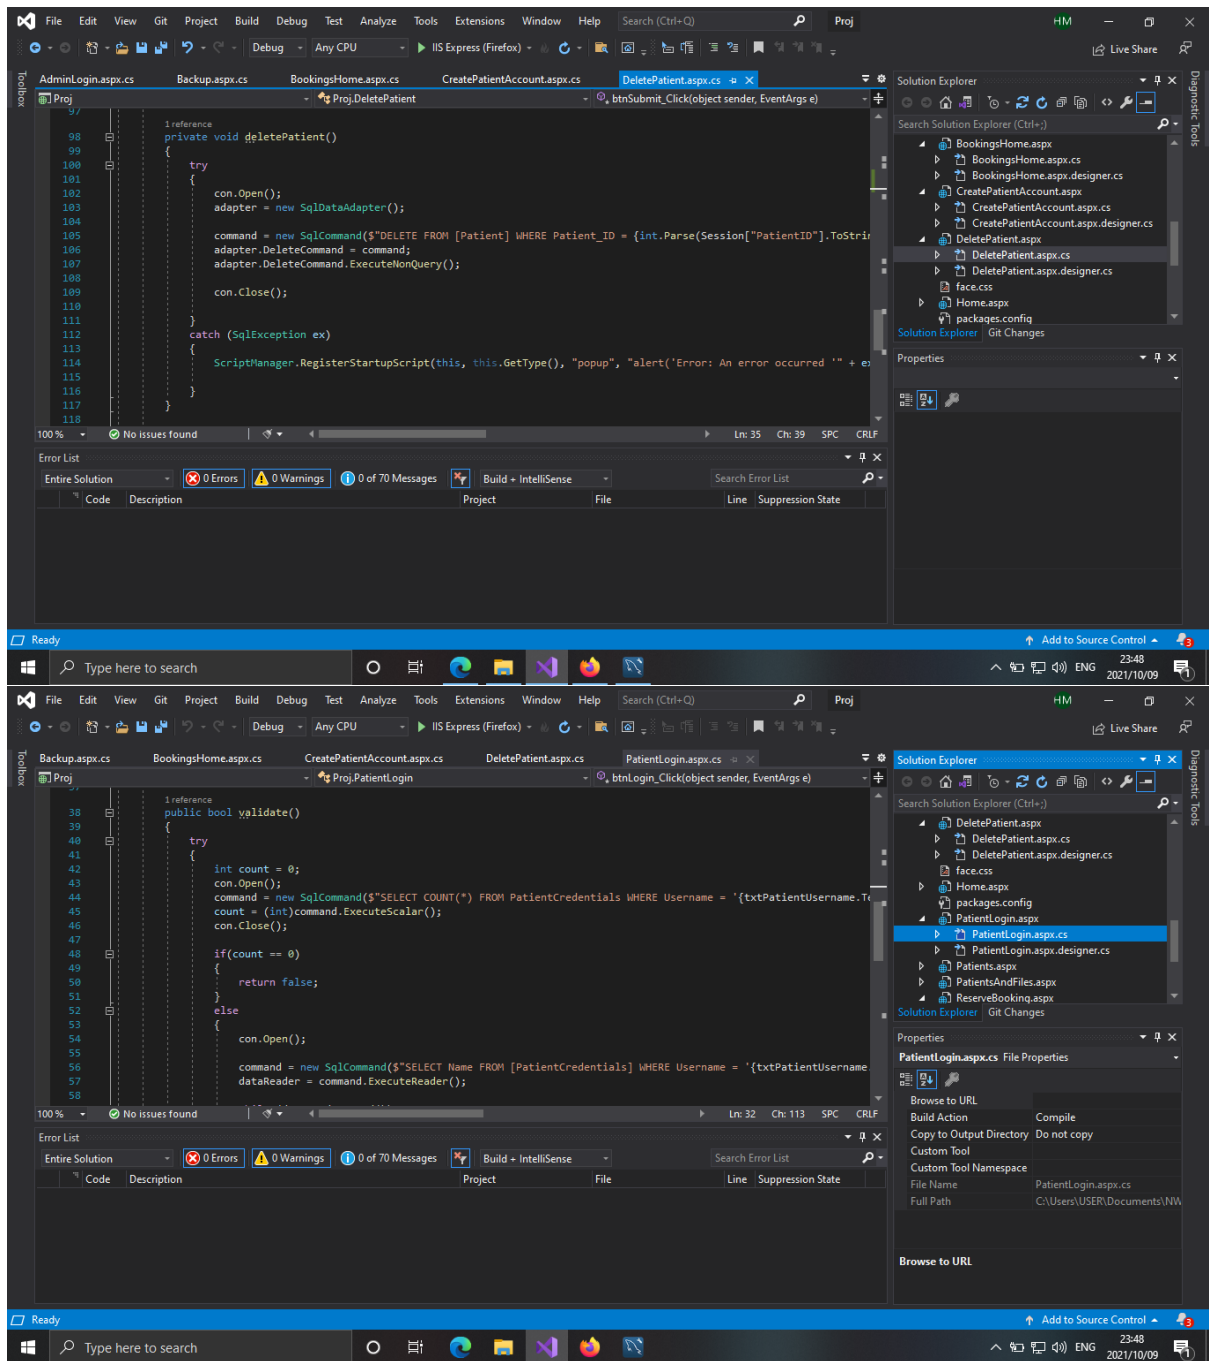 File Edit View Git Project Build Debug Test Analyze Tools Extensions Window Help Search (Ctrl+Q) Proj HM
Debug Any CPU IIS Express (Firefox) Live Share
Toolbox
AdminLogin.aspx.cs Backup.aspx.cs BookingsHome.aspx.cs CreatePatientAccount.aspx.cs DeletePatient.aspx.cs
Proj Proj.DeletePatient btnSubmit_Click(object sender, EventArgs e)
97
1 reference
98 private void deletePatient()
99 {
100 try
101 {
102 con.Open();
103 adapter = new SqlDataAdapter();
104
105 command = new SqlCommand($"DELETE FROM [Patient] WHERE Patient_ID = {int.Parse(Session["PatientID"].ToStrin
106 adapter.DeleteCommand = command;
107 adapter.DeleteCommand.ExecuteNonQuery();
108
109 con.Close();
110
111 }
112 catch (SqlException ex)
113 {
114 ScriptManager.RegisterStartupScript(this, this.GetType(), "popup", "alert('Error: An error occurred '" + ex
115
116 }
117 }
118
100 % No issues found Ln: 35 Ch: 39 SPC CRLF
Error List
Entire Solution 0 Errors 0 Warnings 0 of 70 Messages Build + IntelliSense Search Error List
Code Description Project File Line Suppression State
Solution Explorer
Search Solution Explorer (Ctrl+;)
BookingsHome.aspx
BookingsHome.aspx.cs
BookingsHome.aspx.designer.cs
CreatePatientAccount.aspx
CreatePatientAccount.aspx.cs
CreatePatientAccount.aspx.designer.cs
DeletePatient.aspx
DeletePatient.aspx.cs
DeletePatient.aspx.designer.cs
face.css
Home.aspx
packages.config
Solution Explorer Git Changes
Properties
Diagnostic Tools
Ready Add to Source Control 3
Type here to search ENG 23:48 2021/10/09 1
File Edit View Git Project Build Debug Test Analyze Tools Extensions Window Help Search (Ctrl+Q) Proj HM
Debug Any CPU IIS Express (Firefox) Live Share
Toolbox
Backup.aspx.cs BookingsHome.aspx.cs CreatePatientAccount.aspx.cs DeletePatient.aspx.cs PatientLogin.aspx.cs
Proj Proj.PatientLogin btnLogin_Click(object sender, EventArgs e)
37
1 reference
38 public bool validate()
39 {
40 try
41 {
42 int count = 0;
43 con.Open();
44 command = new SqlCommand($"SELECT COUNT(*) FROM PatientCredentials WHERE Username = '{txtPatientUsername.Te
45 count = (int)command.ExecuteScalar();
46 con.Close();
47
48 if(count == 0)
49 {
50 return false;
51 }
52 else
53 {
54 con.Open();
55
56 command = new SqlCommand($"SELECT Name FROM [PatientCredentials] WHERE Username = '{txtPatientUsername.
57 dataReader = command.ExecuteReader();
58
100 % No issues found Ln: 32 Ch: 113 SPC CRLF
Error List
Entire Solution 0 Errors 0 Warnings 0 of 70 Messages Build + IntelliSense Search Error List
Code Description Project File Line Suppression State
Solution Explorer
Search Solution Explorer (Ctrl+;)
DeletePatient.aspx
DeletePatient.aspx.cs
DeletePatient.aspx.designer.cs
face.css
Home.aspx
packages.config
PatientLogin.aspx
PatientLogin.aspx.cs
PatientLogin.aspx.designer.cs
Patients.aspx
PatientsAndFiles.aspx
ReserveBooking.aspx
Solution Explorer Git Changes
Properties
PatientLogin.aspx.cs File Properties
Browse to URL
Build Action Compile
Copy to Output Directory Do not copy
Custom Tool
Custom Tool Namespace
File Name PatientLogin.aspx.cs
Full Path C:\Users\USER\Documents\NW
Browse to URL
Diagnostic Tools
Ready Add to Source Control 3
Type here to search ENG 23:48 2021/10/09 1